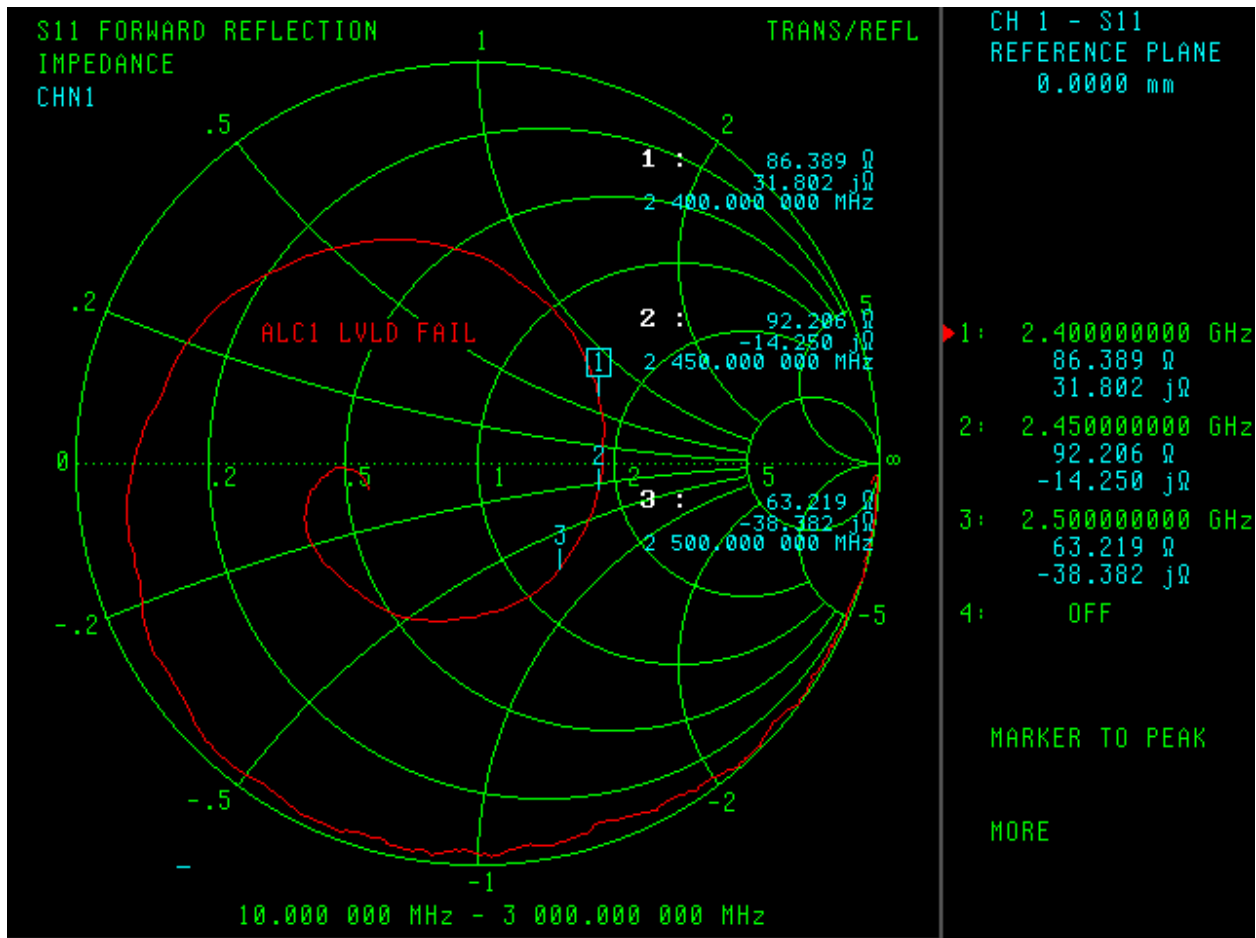 S11 FORWARD REFLECTION
TRANS/REFL
IMPEDANCE
CHN1
1
.5
2
1 :
86.389 Ω
31.802 jΩ
2 400.000 000 MHz
.2
5
ALC1 LVLD FAIL
2 :
92.206 Ω
-14.250 jΩ
2 450.000 000 MHz
1
0
.2
.5
1
2
2
5
∞
3 :
63.219 Ω
-38.382 jΩ
2 500.000 000 MHz
3
-.2
-5
-.5
-2
-1
10.000 000 MHz - 3 000.000 000 MHz
CH 1 - S11
REFERENCE PLANE
0.0000 mm
1: 2.400000000 GHz
86.389 Ω
31.802 jΩ
2: 2.450000000 GHz
92.206 Ω
-14.250 jΩ
3: 2.500000000 GHz
63.219 Ω
-38.382 jΩ
4: OFF
MARKER TO PEAK
MORE